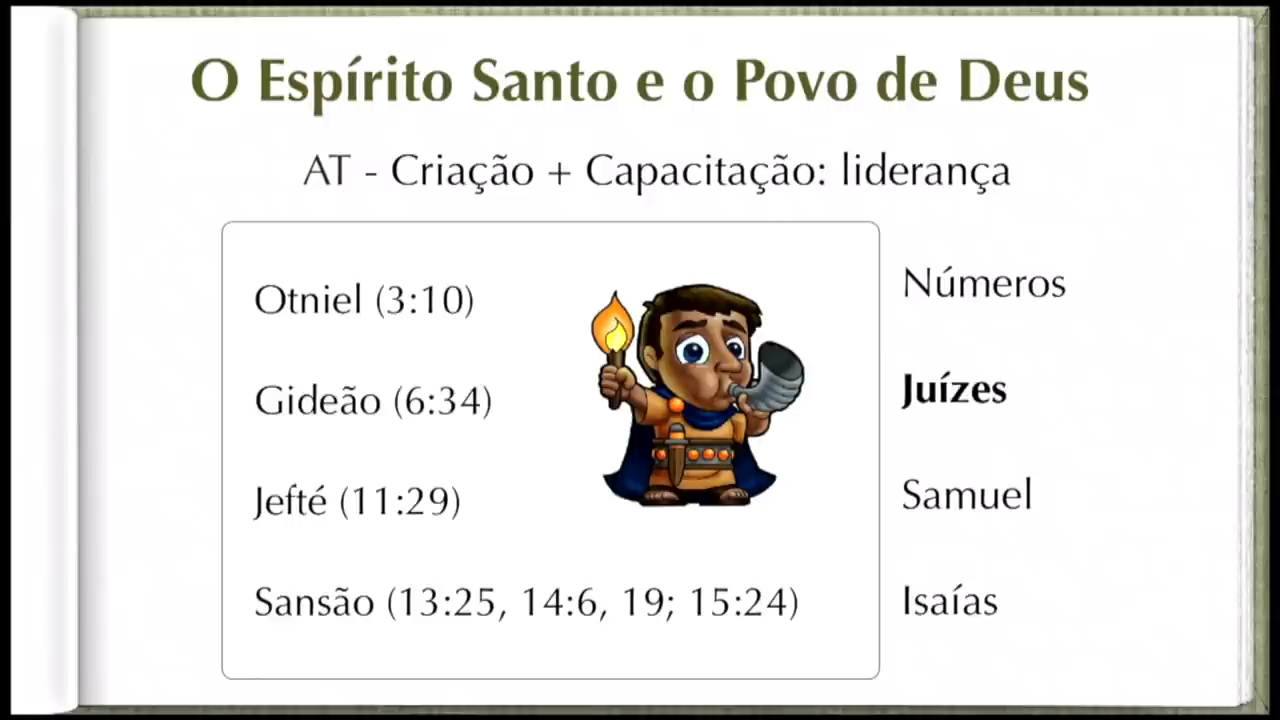 O Espírito Santo e o Povo de Deus
AT - Criação + Capacitação: liderança
Otniel (3:10)
Gideão (6:34)
Jefté (11:29)
Sansão (13:25, 14:6, 19; 15:24)
Números
Juízes
Samuel
Isaías